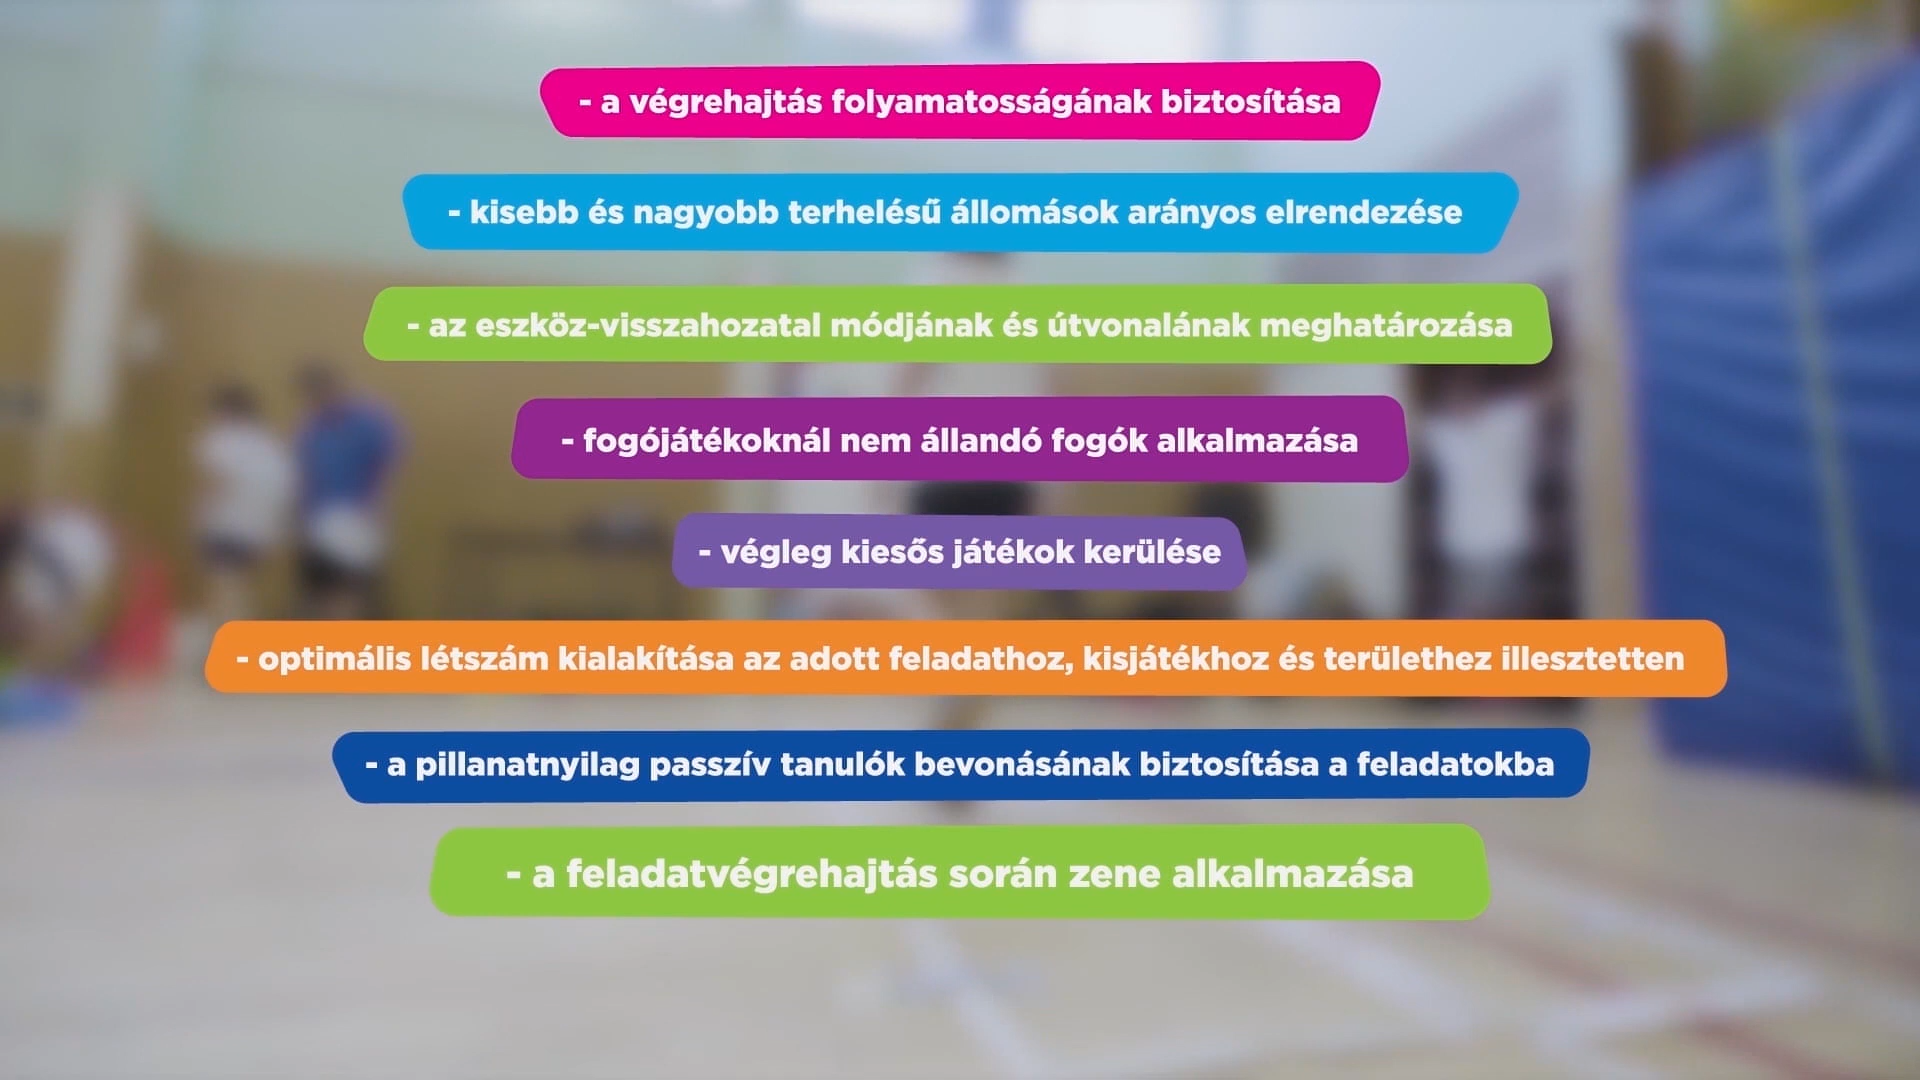 - a végrehajtás folyamatosságának biztosítása
- kisebb és nagyobb terhelésű állomások arányos elrendezése
- az eszköz-visszahozatal módjának és útvonalának meghatározása
- fogójátékoknál nem állandó fogók alkalmazása
- végleg kiesős játékok kerülése
- optimális létszám kialakítása az adott feladathoz, kisjátékhoz és területhez illesztetten
- a pillanatnyilag passzív tanulók bevonásának biztosítása a feladatokba
- a feladatvégrehajtás során zene alkalmazása